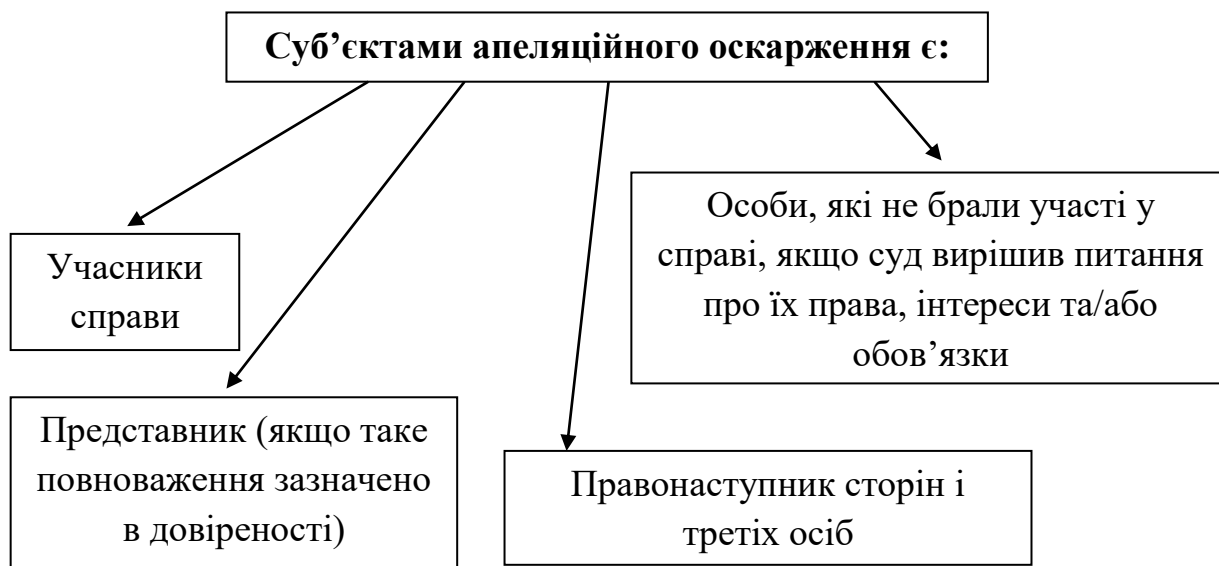 Суб’єктами апеляційного оскарження є:
Учасники
справи
Особи, які не брали участі у
справі, якщо суд вирішив питання
про їх права, інтереси та/або
обов’язки
Представник (якщо таке
повноваження зазначено
в довіреності)
Правонаступник сторін і
третіх осіб